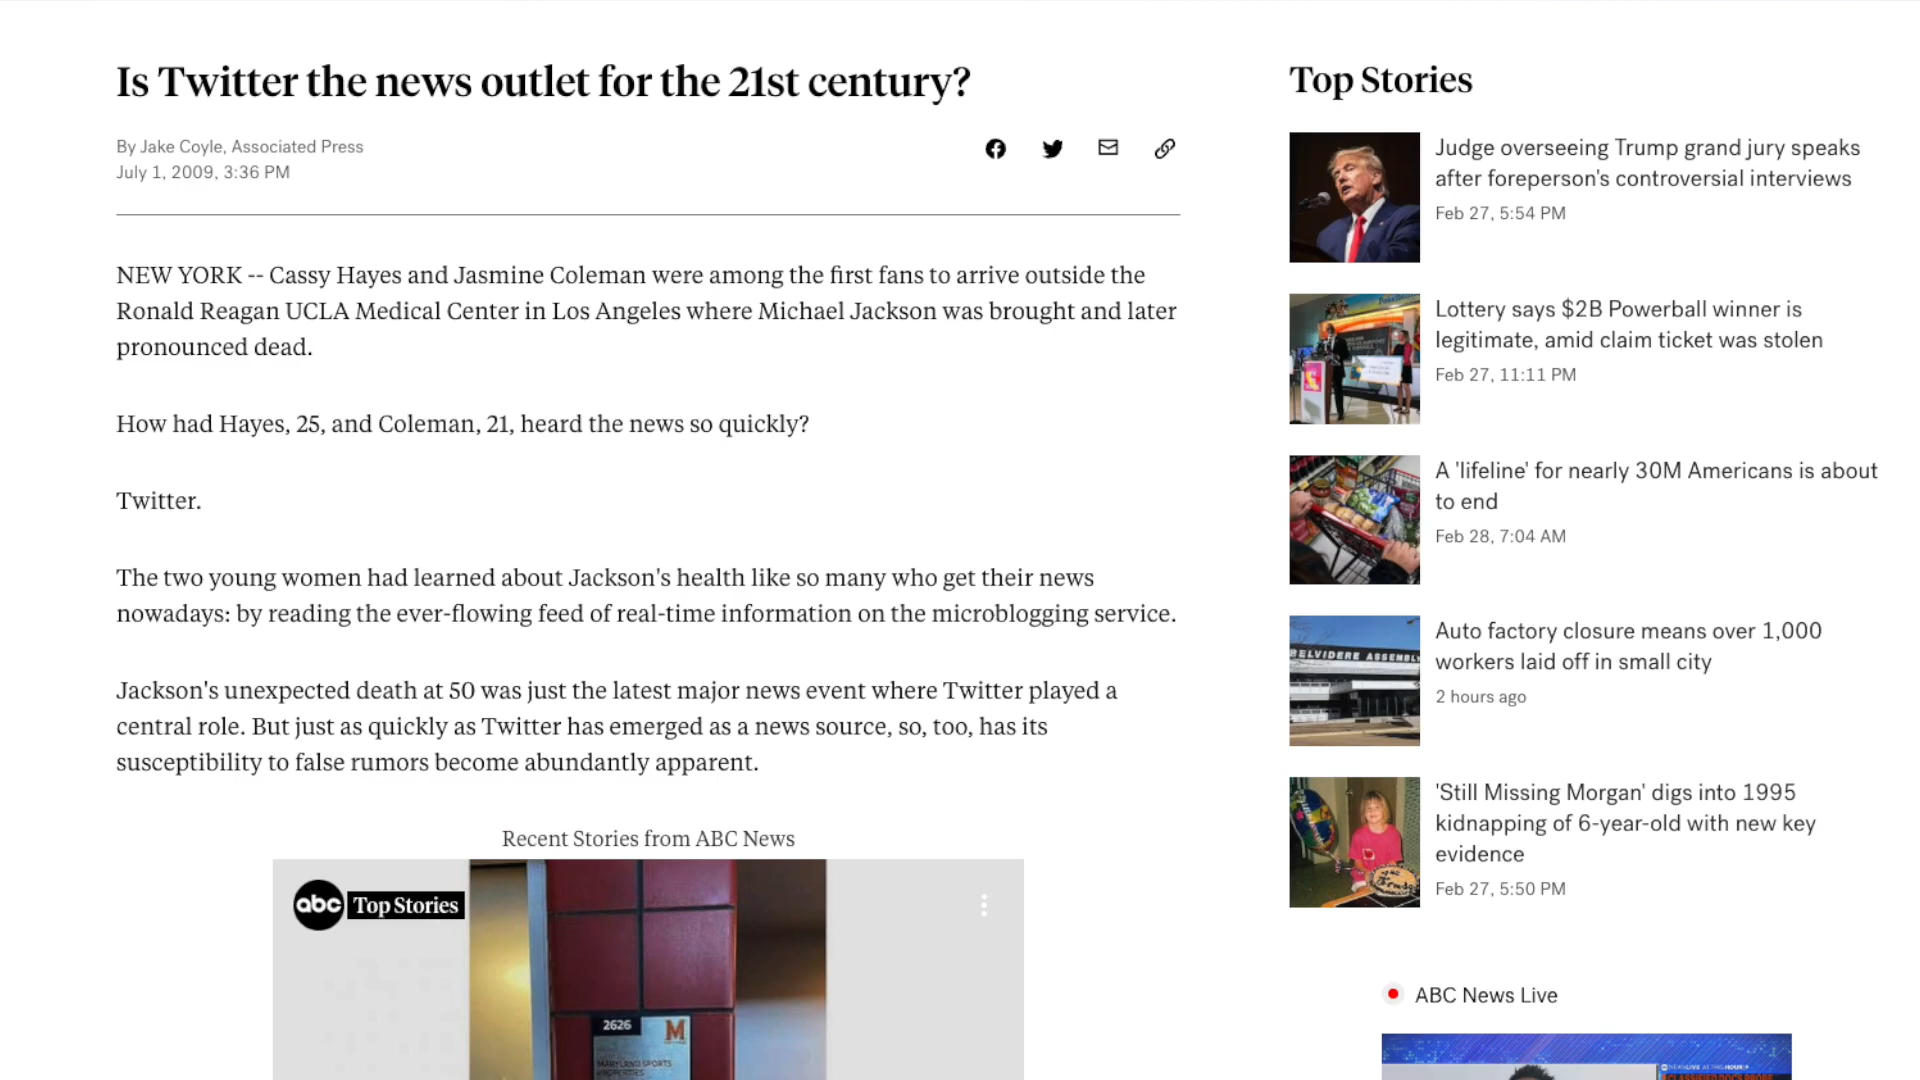 Is Twitter the news outlet for the 21st century?
By Jake Coyle, Associated Press
July 1, 2009, 3:36 PM
NEW YORK -- Cassy Hayes and Jasmine Coleman were among the first fans to arrive outside the
Ronald Reagan UCLA Medical Center in Los Angeles where Michael Jackson was brought and later
pronounced dead.
How had Hayes, 25, and Coleman, 21, heard the news so quickly?
Twitter.
The two young women had learned about Jackson's health like so many who get their news
nowadays: by reading the ever-flowing feed of real-time information on the microblogging service.
Jackson's unexpected death at 50 was just the latest major news event where Twitter played a
central role. But just as quickly as Twitter has emerged as a news source, so, too, has its
susceptibility to false rumors become abundantly apparent.
Recent Stories from ABC News
abc Top Stories
2626
M
MARYLAND SPORTS
PROPERTIES
Top Stories
Judge overseeing Trump grand jury speaks
after foreperson's controversial interviews
Feb 27, 5:54 PM
Lottery says $2B Powerball winner is
legitimate, amid claim ticket was stolen
Feb 27, 11:11 PM
A 'lifeline' for nearly 30M Americans is about
to end
Feb 28, 7:04 AM
BELVIDERE ASSEMBLY
Auto factory closure means over 1,000
workers laid off in small city
2 hours ago
'Still Missing Morgan' digs into 1995
kidnapping of 6-year-old with new key
evidence
Feb 27, 5:50 PM
ABC News Live